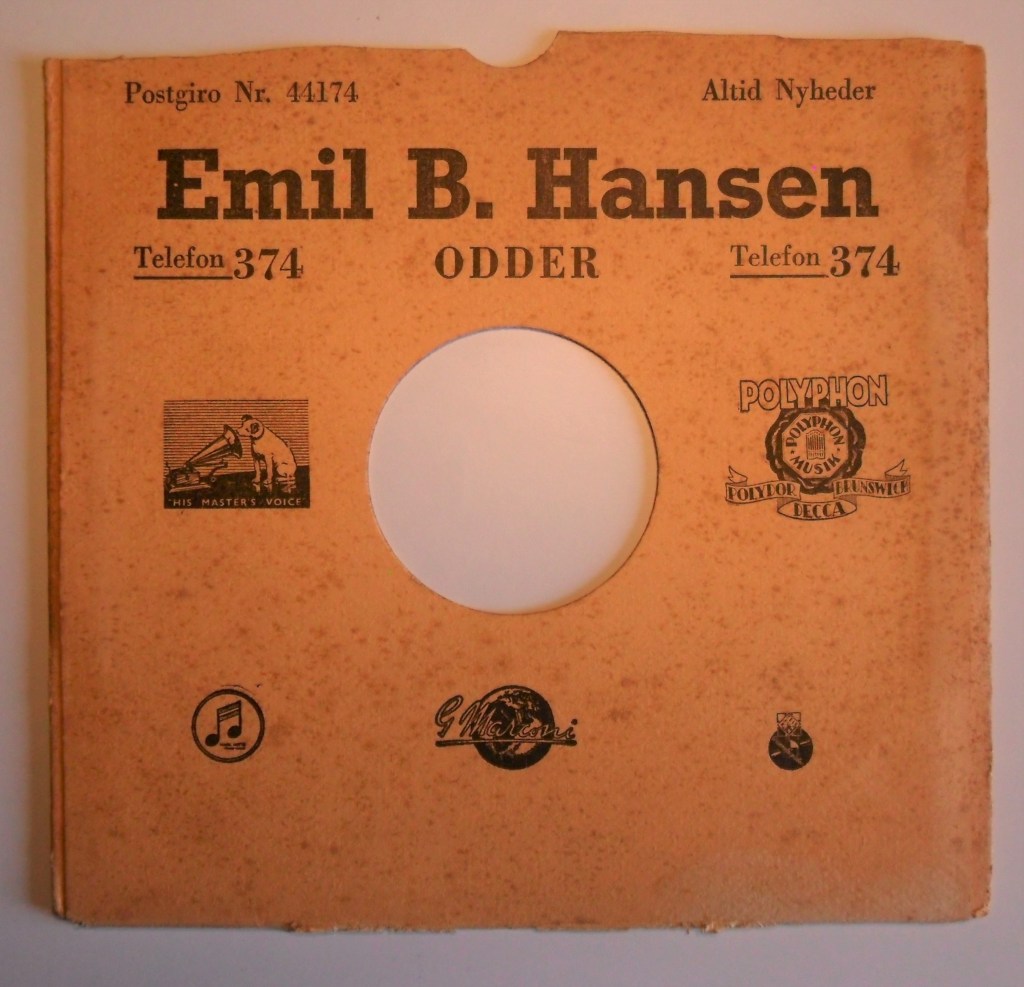 Postgiro Nr. 44174 Altid Nyheder
Emil B. Hansen
Telefon 374 ODDER Telefon 374
"HIS MASTER'S VOICE"
POLYPHON
POLYPHON
MUSIK
POLYDOR BRUNSWICK
DECCA
G Marconi